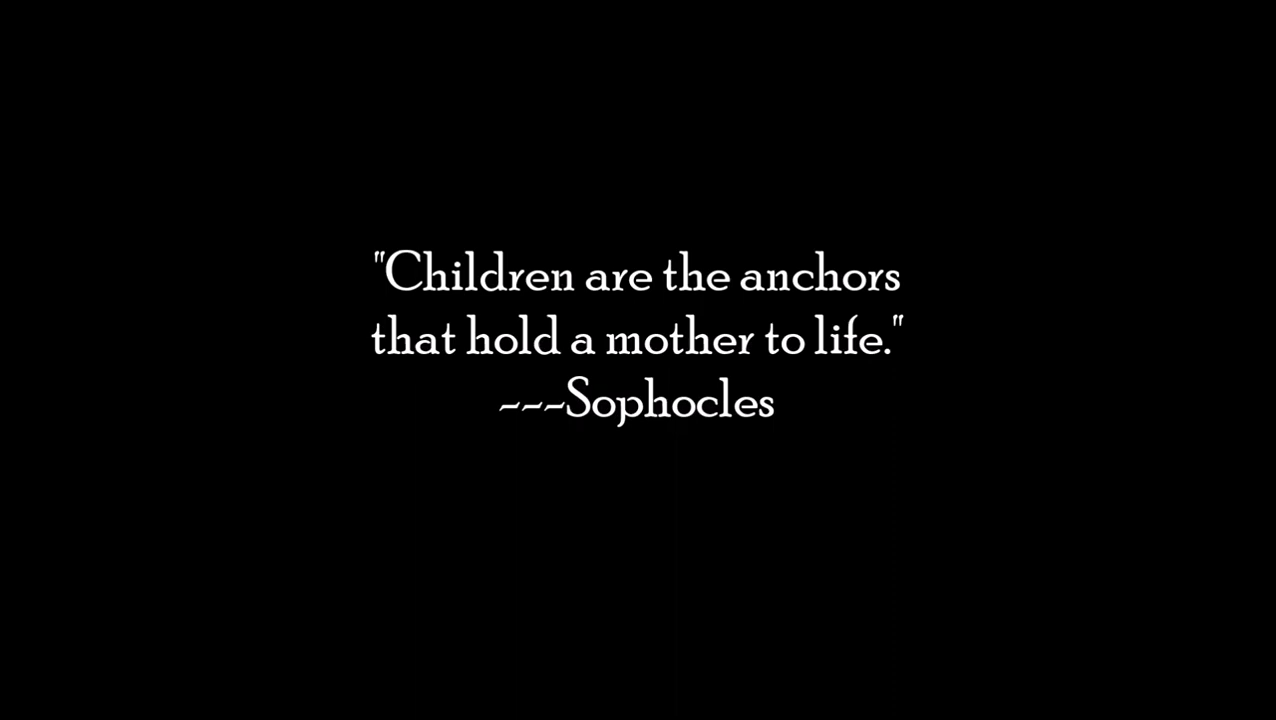 "Children are the anchors
that hold a mother to life."
---Sophocles